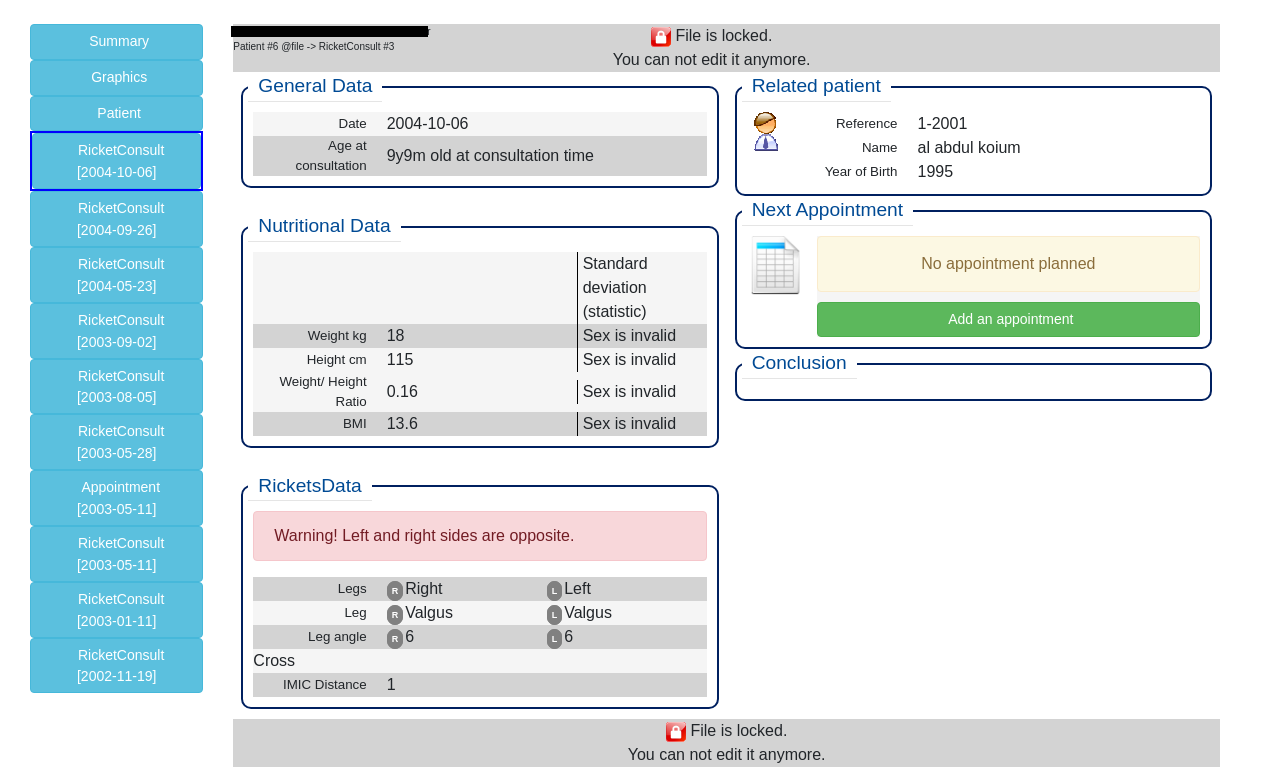 Summary
Graphics
Patient
RicketConsult
[2004-10-06]
RicketConsult
[2004-09-26]
RicketConsult
[2004-05-23]
RicketConsult
[2003-09-02]
RicketConsult
[2003-08-05]
RicketConsult
[2003-05-28]
Appointment
[2003-05-11]
RicketConsult
[2003-05-11]
RicketConsult
[2003-01-11]
RicketConsult
[2002-11-19]
Patient #6 @file -> RicketConsult #3
File is locked.
You can not edit it anymore.
General Data
Date 2004-10-06
Age at
consultation 9y9m old at consultation time
Nutritional Data
Standard
deviation
(statistic)
Weight kg 18 Sex is invalid
Height cm 115 Sex is invalid
Weight/ Height
Ratio 0.16 Sex is invalid
BMI 13.6 Sex is invalid
RicketsData
Warning! Left and right sides are opposite.
Legs R Right L Left
Leg R Valgus L Valgus
Leg angle R 6 L 6
Cross
IMIC Distance 1
Related patient
Reference 1-2001
Name al abdul koium
Year of Birth 1995
Next Appointment
No appointment planned
Add an appointment
Conclusion
File is locked.
You can not edit it anymore.